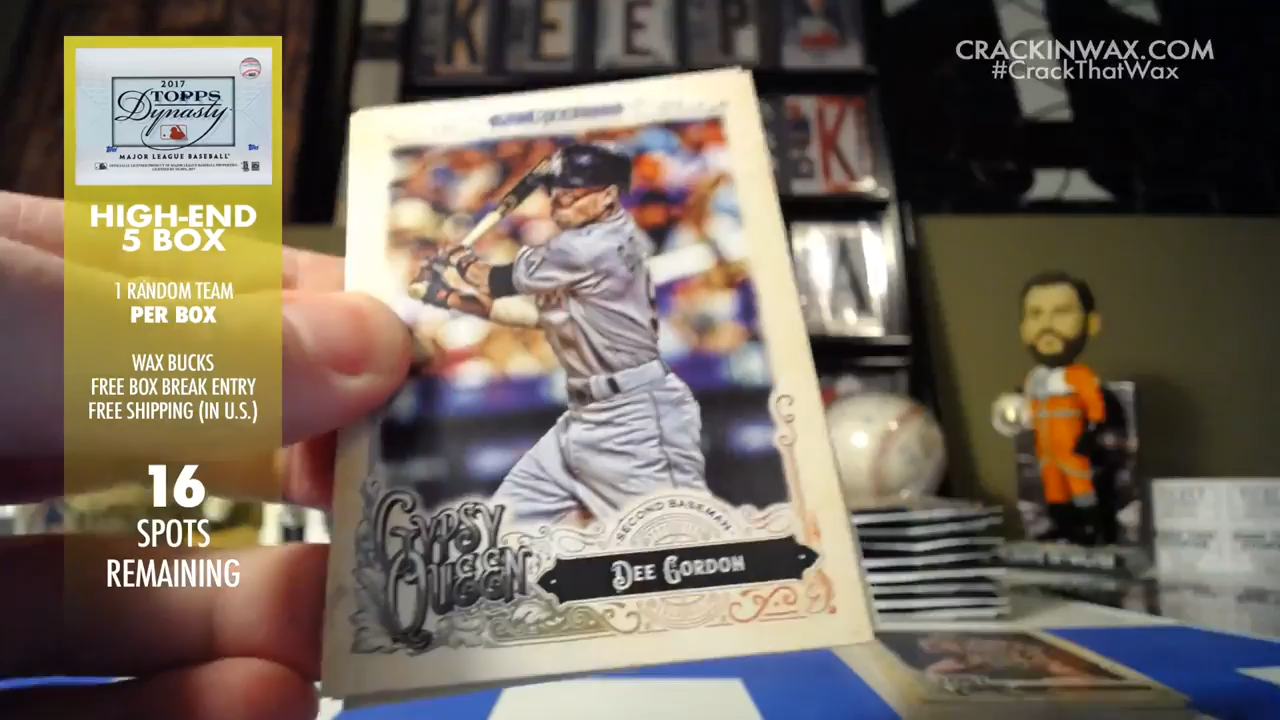 CRACKINWAX.COM
#CrackThatWax
2017
TOPPS
Dynasty
MAJOR LEAGUE BASEBALL
HIGH-END
5 BOX
1 RANDOM TEAM
PER BOX
WAX BUCKS
FREE BOX BREAK ENTRY
FREE SHIPPING (IN U.S.)
16
SPOTS
REMAINING
KEEP
GYPSY
QUEEN
SECOND BASEMAN
DEE GORDON